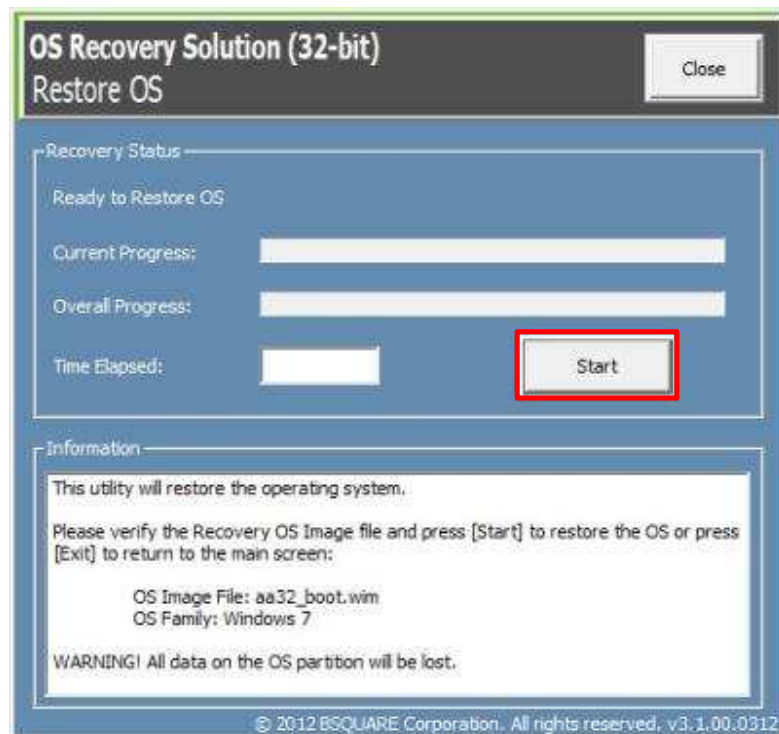 OS Recovery Solution (32-bit)
Restore OS
Close
Recovery Status
Ready to Restore OS
Current Progress:
Overall Progress:
Time Elapsed:
Start
Information
This utility will restore the operating system.
Please verify the Recovery OS Image file and press [Start] to restore the OS or press
[Exit] to return to the main screen:
OS Image File: aa32_boot.wim
OS Family: Windows 7
WARNING! All data on the OS partition will be lost.
© 2012 BSQUARE Corporation. All rights reserved. v3.1.00.0312